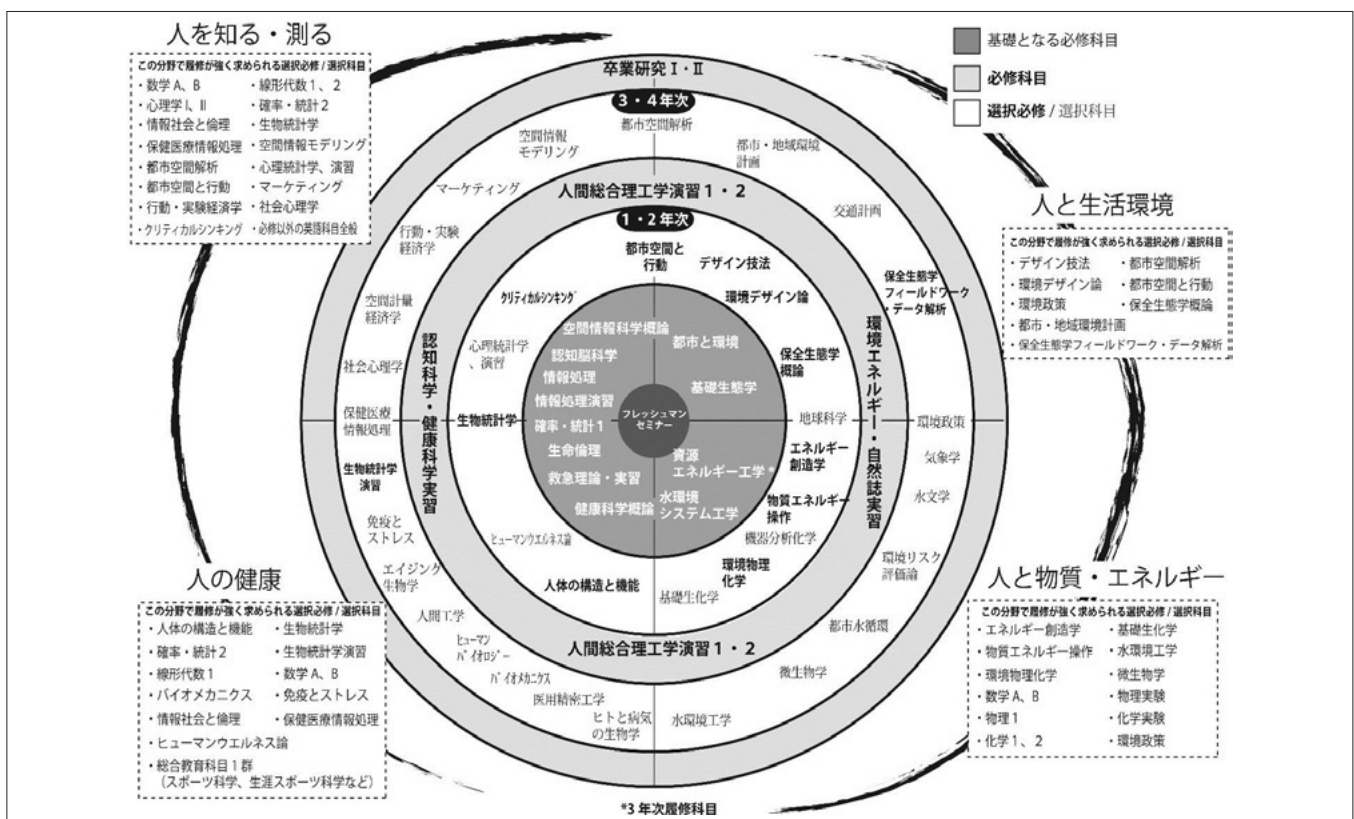 人を知る・測る
この分野で履修が強く求められる選択必修 / 選択科目
・数学 A、B
・線形代数 1、2
・心理学 I、II
・確率・統計 2
・情報社会と倫理
・生物統計学
・保健医療情報処理
・空間情報モデリング
・都市空間解析
・心理統計学、演習
・都市空間と行動
・マーケティング
・行動・実験経済学
・社会心理学
・クリティカルシンキング
・必修以外の英語科目全般
基礎となる必修科目
必修科目
選択必修 / 選択科目
人と生活環境
この分野で履修が強く求められる選択必修 / 選択科目
・デザイン技法
・都市空間解析
・環境デザイン論
・都市空間と行動
・環境政策
・保全生態学概論
・都市・地域環境計画
・保全生態学フィールドワーク・データ解析
卒業研究 I・II
3・4年次
都市空間解析
空間情報
モデリング
都市・地域環境
計画
マーケティング
交通計画
行動・実験
経済学
保全生態学
フィールドワーク
・データ解析
空間計量
経済学
社会心理学
保健医療
情報処理
環境政策
気象学
生物統計学
演習
水文学
免疫と
ストレス
エイジング
生物学
環境リスク
評価論
人間工学
都市水循環
ヒューマン
バイオロジー
バイオメカニクス
微生物学
医用精密工学
ヒトと病気
の生物学
水環境工学
人間総合理工学演習 1・2
認知科学・健康科学実習
環境エネルギー・自然誌実習
人間総合理工学演習 1・2
1・2年次
都市空間と
行動
デザイン技法
クリティカルシンキング
環境デザイン論
心理統計学
、演習
保全生態学
概論
生物統計学
地球科学
エネルギー
創造学
物質エネルギー
操作
機器分析化学
ヒューマンウエルネス論
環境物理
化学
人体の構造と機能
基礎生化学
空間情報科学概論
都市と環境
認知脳科学
情報処理
基礎生態学
情報処理演習
フレッシュマン
セミナー
確率・統計 1
生命倫理
資源
エネルギー工学 *
救急理論・実習
水環境
システム工学
健康科学概論
人の健康
この分野で履修が強く求められる選択必修 / 選択科目
・人体の構造と機能
・生物統計学
・確率・統計 2
・生物統計学演習
・線形代数 1
・数学 A、B
・バイオメカニクス
・免疫とストレス
・情報社会と倫理
・保健医療情報処理
・ヒューマンウエルネス論
・総合教育科目 1 群
（スポーツ科学、生涯スポーツ科学など）
人と物質・エネルギー
この分野で履修が強く求められる選択必修 / 選択科目
・エネルギー創造学
・基礎生化学
・物質エネルギー操作
・水環境工学
・環境物理化学
・微生物学
・数学 A、B
・物理実験
・物理 1
・化学実験
・化学 1、2
・環境政策
*3 年次履修科目